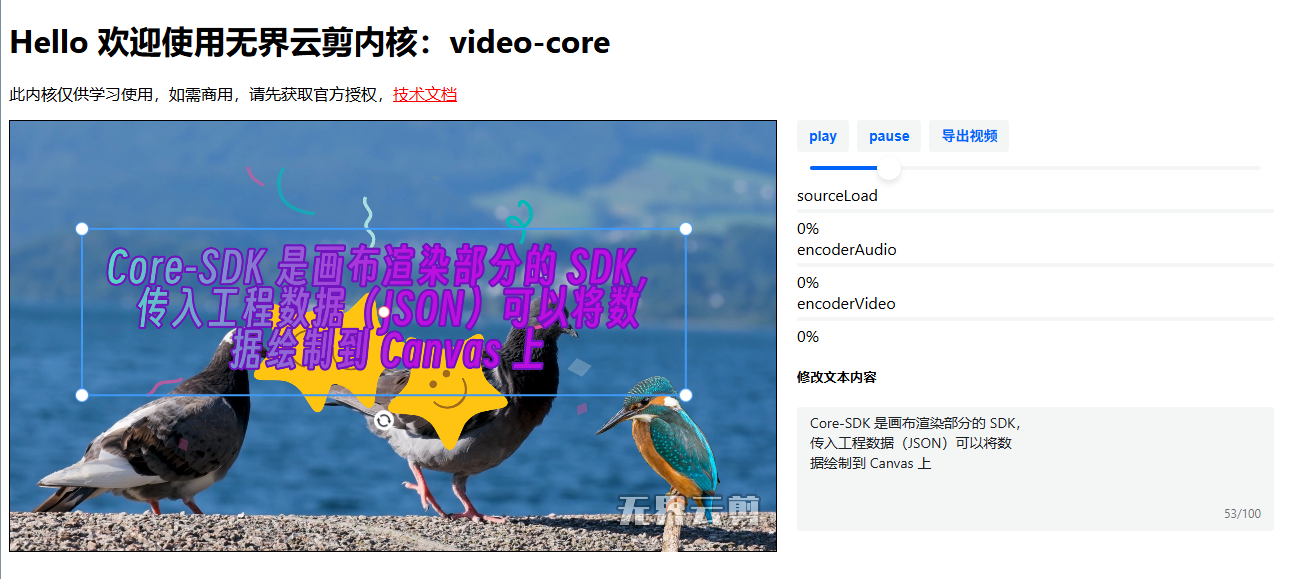 Hello 欢迎使用无界云剪内核：video-core
此内核仅供学习使用，如需商用，请先获取官方授权，技术文档
Core-SDK 是画布渲染部分的 SDK，
传入工程数据（JSON）可以将数
据绘制到 Canvas 上
无界云剪
play
pause
导出视频
sourceLoad
0%
encoderAudio
0%
encoderVideo
0%
修改文本内容
Core-SDK 是画布渲染部分的 SDK，
传入工程数据（JSON）可以将数
据绘制到 Canvas 上
53/100